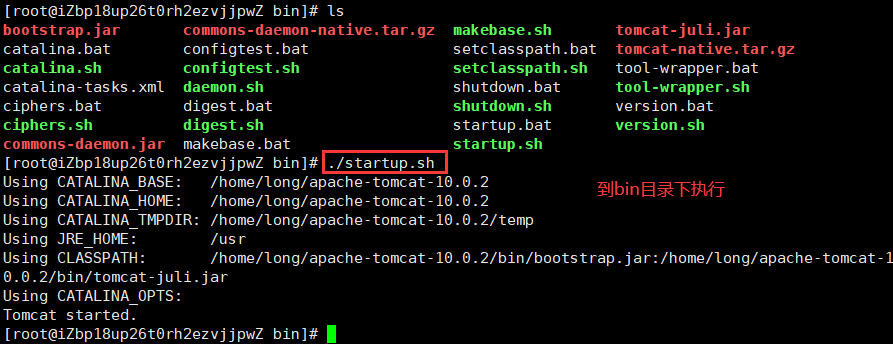 [root@iZbp18up26t0rh2ezvjjpwZ bin]# ls
bootstrap.jar commons-daemon-native.tar.gz makebase.sh tomcat-juli.jar
catalina.bat configtest.bat setclasspath.bat tomcat-native.tar.gz
catalina.sh configtest.sh setclasspath.sh tool-wrapper.bat
catalina-tasks.xml daemon.sh shutdown.bat tool-wrapper.sh
ciphers.bat digest.bat shutdown.sh version.bat
ciphers.sh digest.sh startup.bat version.sh
commons-daemon.jar makebase.bat startup.sh
[root@iZbp18up26t0rh2ezvjjpwZ bin]# ./startup.sh
Using CATALINA_BASE: /home/long/apache-tomcat-10.0.2
到bin目录下执行
Using CATALINA_HOME: /home/long/apache-tomcat-10.0.2
Using CATALINA_TMPDIR: /home/long/apache-tomcat-10.0.2/temp
Using JRE_HOME: /usr
Using CLASSPATH: /home/long/apache-tomcat-10.0.2/bin/bootstrap.jar:/home/long/apache-tomcat-1
0.0.2/bin/tomcat-juli.jar
Using CATALINA_OPTS:
Tomcat started.
[root@iZbp18up26t0rh2ezvjjpwZ bin]#